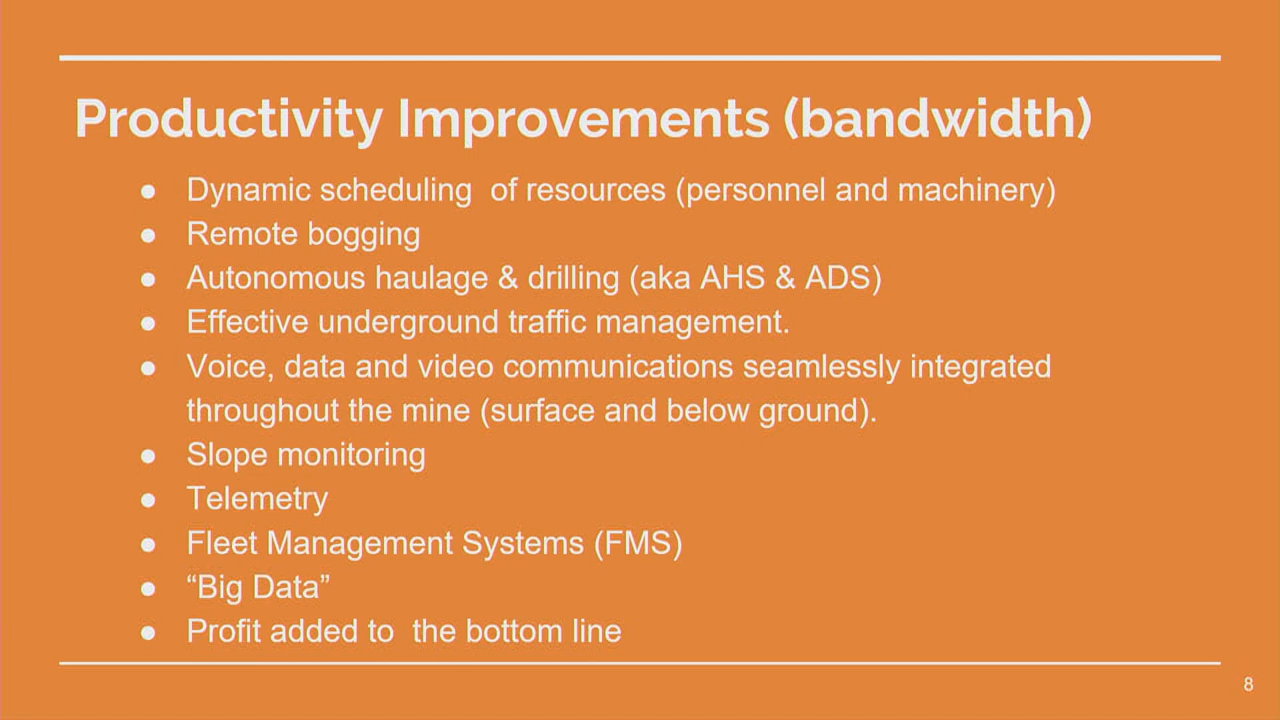 Productivity Improvements (bandwidth)
● Dynamic scheduling  of resources (personnel and machinery)
● Remote bogging
● Autonomous haulage & drilling (aka AHS & ADS)
● Effective underground traffic management.
● Voice, data and video communications seamlessly integrated
throughout the mine (surface and below ground).
● Slope monitoring
● Telemetry
● Fleet Management Systems (FMS)
● “Big Data”
● Profit added to  the bottom line
8